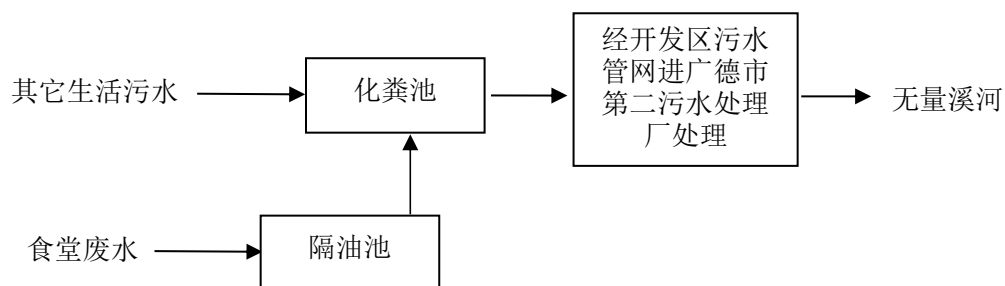 其它生活污水
化粪池
经开发区污水
管网进广德市
第二污水处理
厂处理
无量溪河
食堂废水
隔油池